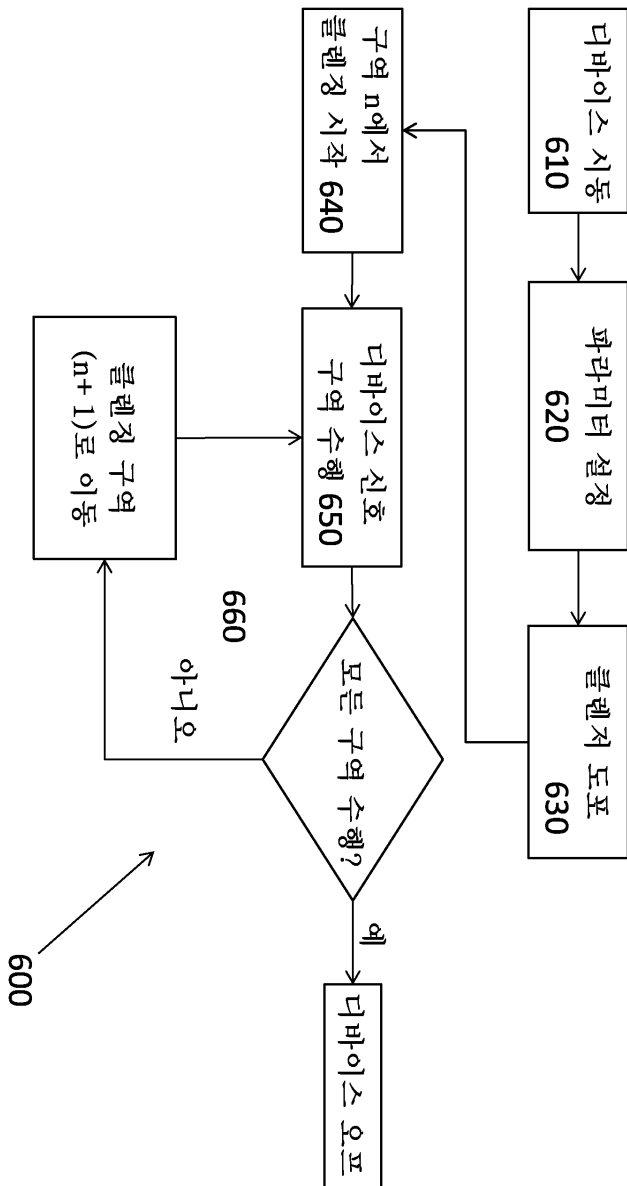 디바이스 시동
610
파라미터 설정
620
클렌저 도포
630
구역 n에서
클렌징 시작 640
디바이스 신호
구역 수행 650
모든 구역 수행?
예
디바이스 오프
660
아니요
클렌징 구역
(n+ 1)로 이동
600